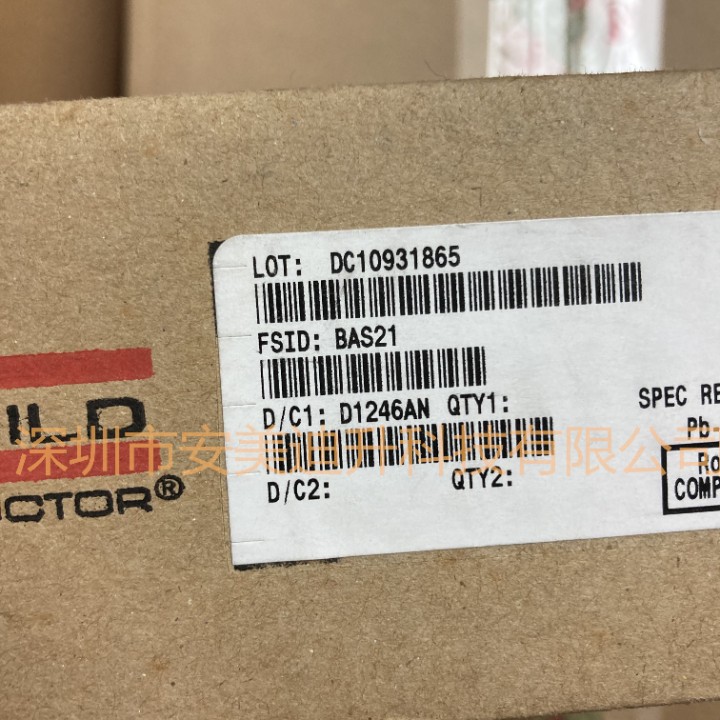 LOT: DC10931865
FSID: BAS21
D/C1: D1246AN QTY1:
D/C2: QTY2:
SPEC RE
Pb-
Ro
COMP
ILD
CTOR®
深圳市安美迪升科技有限公司